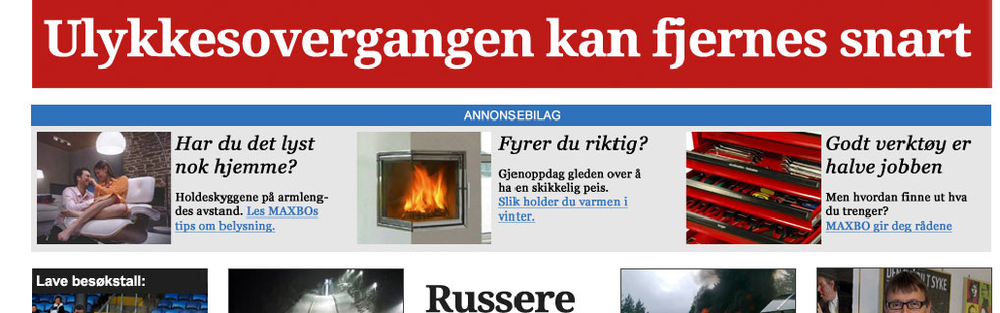 Ulykkesovergangen kan fjernes snart
ANNONSEBILAG
Har du det lyst
nok hjemme?
Holdeskyggene på armleng-
des avstand. Les MAXBOs
tips om belysning.
Fyrer du riktig?
Gjenoppdag gleden over å
ha en skikkelig peis.
Slik holder du varmen i
vinter.
Godt verktøy er
halve jobben
Men hvordan finne ut hva
du trenger?
MAXBO gir deg rådene
Lave besøkstall:
Russere